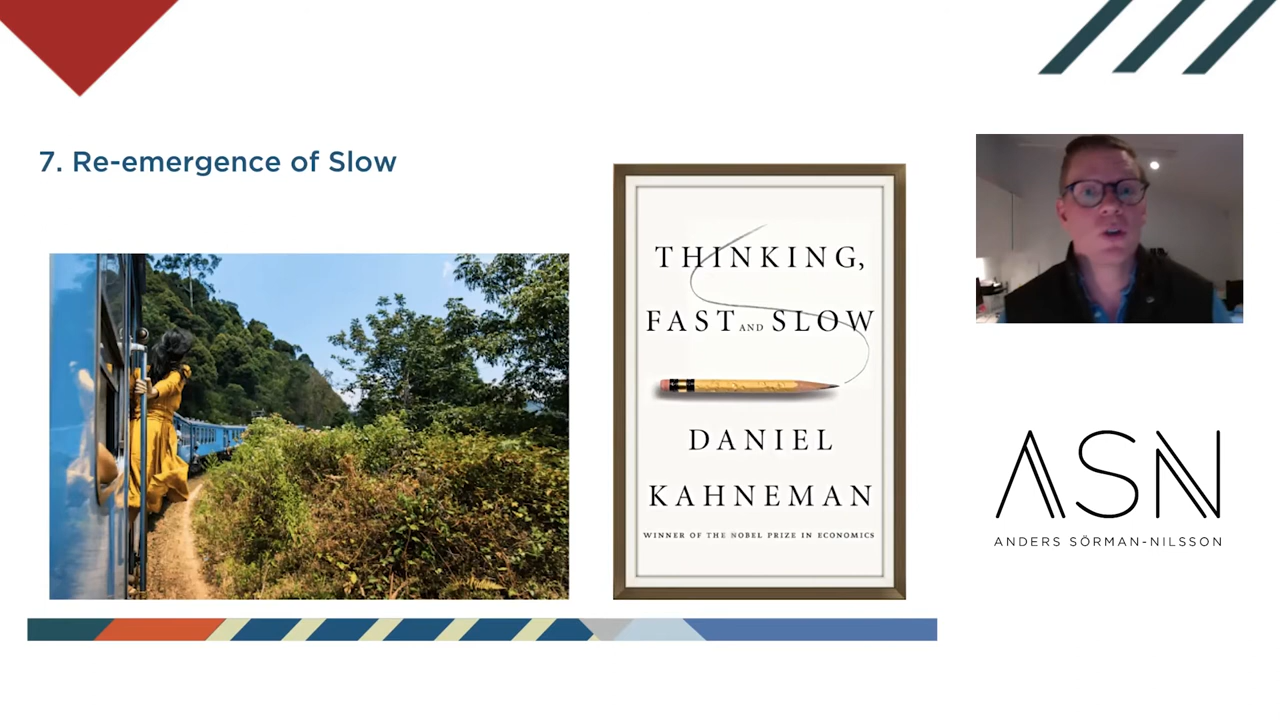 7. Re-emergence of Slow
THINKING,
FAST AND SLOW
DANIEL
KAHNEMAN
WINNER OF THE NOBEL PRIZE IN ECONOMICS
ASN
ANDERS SÖRMAN-NILSSON